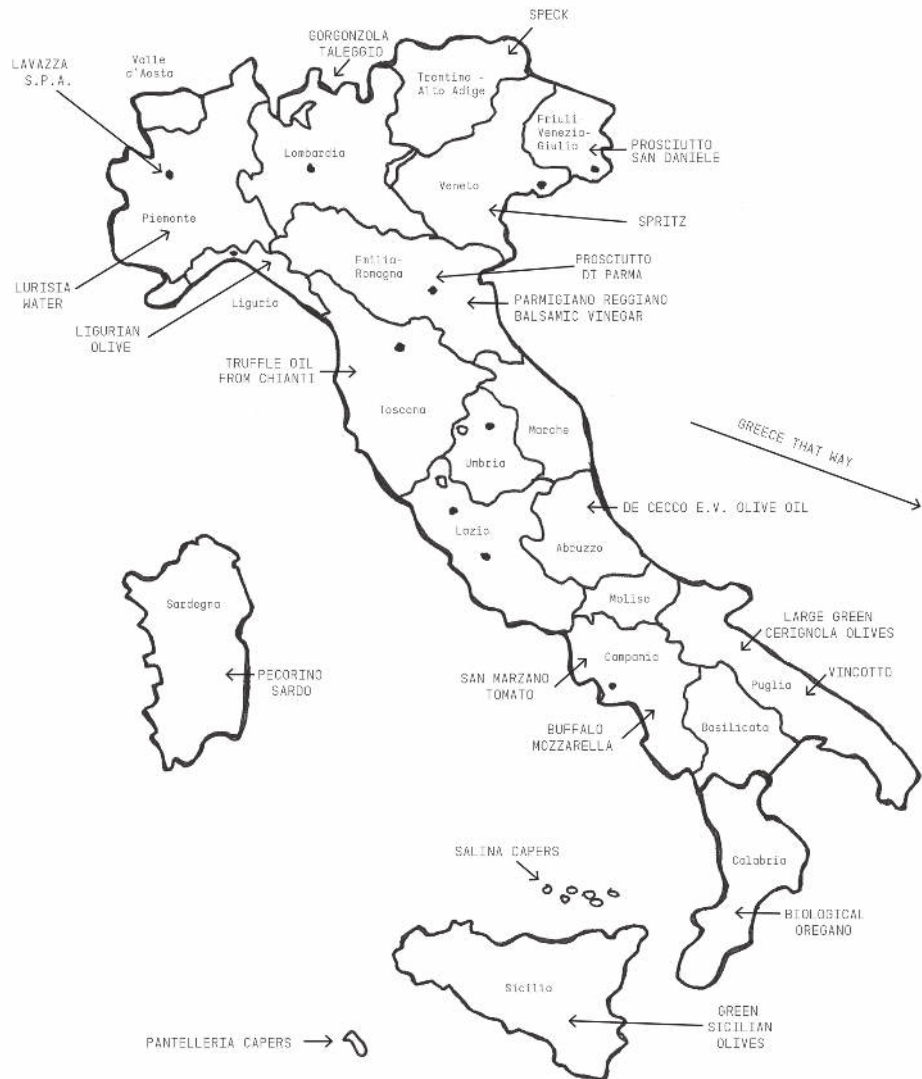 SPECK
GORGONZOLA
TALEGGIO
Valle
d'Aosta
LAVAZZA
S.P.A.
Trentino -
Alto Adige
Friuli-
Venezia-
Giulia
PROSCIUTTO
SAN DANIELE
Lombardia
Veneto
Piemonte
SPRITZ
Emilia-
Romagna
PROSCIUTTO
DI PARMA
LURISIA
WATER
Liguria
PARMIGIANO REGGIANO
BALSAMIC VINEGAR
LIGURIAN
OLIVE
TRUFFLE OIL
FROM CHIANTI
Toscana
Marche
GREECE THAT WAY
Umbria
DE CECCO E.V. OLIVE OIL
Lazio
Abruzzo
Sardegna
Molise
LARGE GREEN
CERIGNOLA OLIVES
PECORINO
SARDO
SAN MARZANO
TOMATO
Campania
Puglia
VINCOTTO
BUFFALO
MOZZARELLA
Basilicata
SALINA CAPERS
Calabria
BIOLOGICAL
OREGANO
Sicilia
GREEN
SICILIAN
OLIVES
PANTELLERIA CAPERS